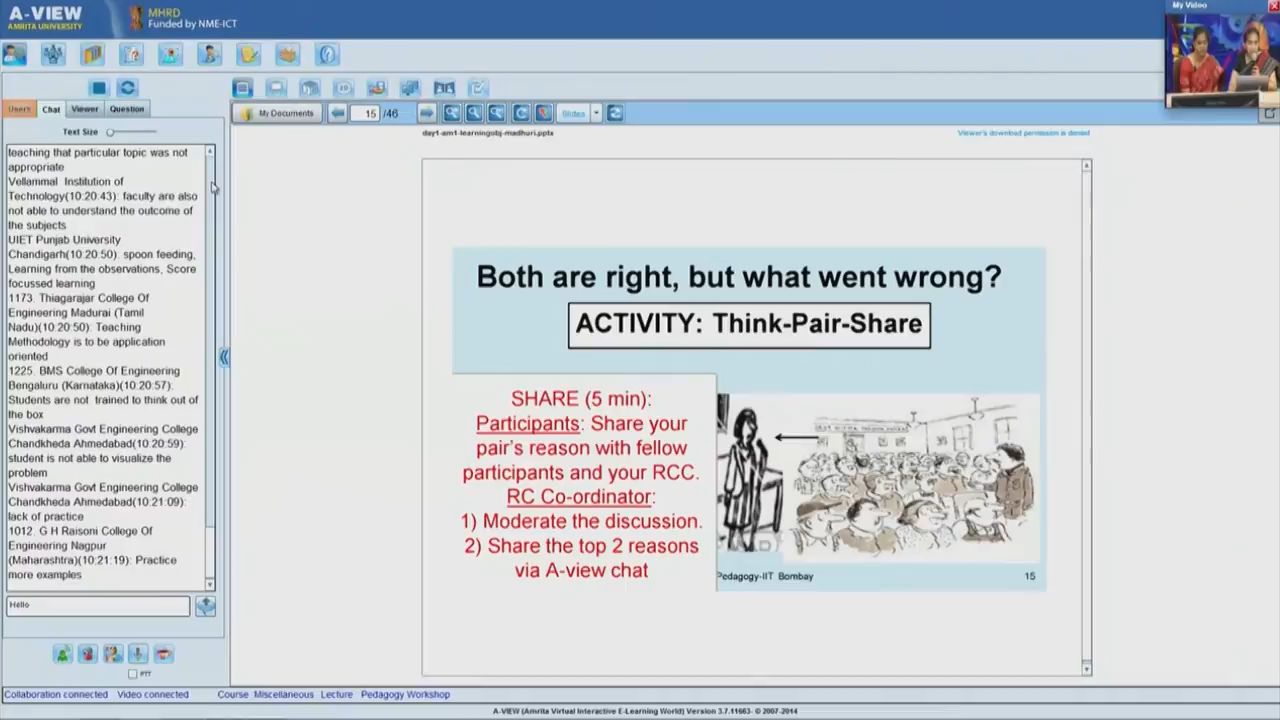 A-VIEW
AMRITA UNIVERSITY
MHRD
Funded by NME-ICT
My Video
Users
Chat
Viewer
Question
Text Size
teaching that particular topic was not
appropriate
Vellammal Institution of
Technology(10:20:43): faculty are also
not able to understand the outcome of
the subjects
UIET Punjab University
Chandigarh(10:20:50): spoon feeding,
Learning from the observations, Score
focussed learning
1173. Thiagarajar College Of
Engineering Madurai (Tamil
Nadu)(10:20:50): Teaching
Methodology is to be application
oriented
1225. BMS College Of Engineering
Bengaluru (Karnataka)(10:20:57):
Students are not trained to think out of
the box
Vishvakarma Govt Engineering College
Chandkheda Ahmedabad(10:20:59):
student is not able to visualize the
problem
Vishvakarma Govt Engineering College
Chandkheda Ahmedabad(10:21:09):
lack of practice
1012. G H Raisoni College Of
Engineering Nagpur
(Maharashtra)(10:21:19): Practice
more examples
Hello
PTT
My Documents
15 /46
Slides
day1-am1-learningobj-madhuri.pptx
Viewer's download permission is denied
Both are right, but what went wrong?
ACTIVITY: Think-Pair-Share
SHARE (5 min):
Participants: Share your
pair's reason with fellow
participants and your RCC.
RC Co-ordinator:
1) Moderate the discussion.
2) Share the top 2 reasons
via A-view chat
Pedagogy-IIT Bombay
15
Collaboration connected Video connected
Course Miscellaneous Lecture Pedagogy Workshop
A-VIEW (Amrita Virtual Interactive E-Learning World) Version 3.7.11663- © 2007-2014